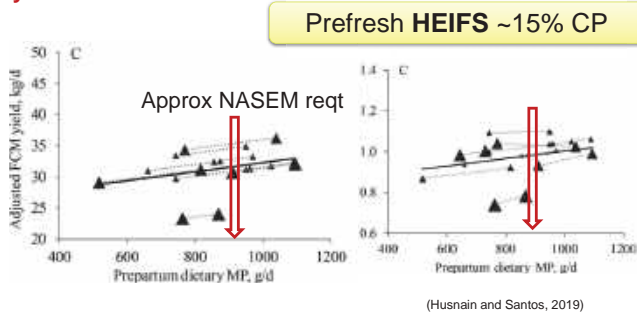 Prefresh HEIFS ~15% CP
C
Approx NASEM reqt
Adjusted FCM yield, kg/d
50
45
40
35
30
25
20
400 600 800 1000 1200
Prepartum dietary MP, g/d
C
1.4
1.2
1.0
0.8
0.6
400 600 800 1000 1200
Prepartum dietary MP, g/d
(Husnain and Santos, 2019)